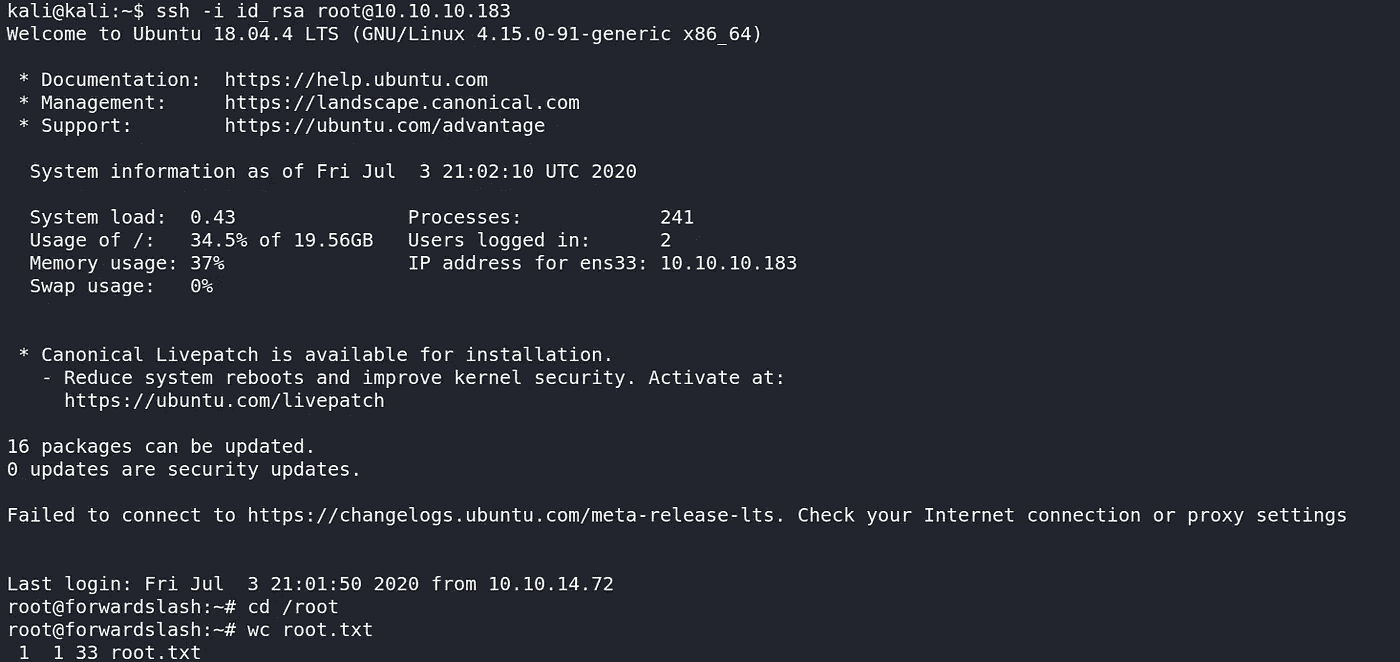 kali@kali:~$ ssh -i id_rsa root@10.10.10.183
Welcome to Ubuntu 18.04.4 LTS (GNU/Linux 4.15.0-91-generic x86_64)
* Documentation:  https://help.ubuntu.com
* Management:     https://landscape.canonical.com
* Support:        https://ubuntu.com/advantage
System information as of Fri Jul  3 21:02:10 UTC 2020
System load:  0.43               Processes:            241
Usage of /:   34.5% of 19.56GB   Users logged in:      2
Memory usage: 37%                IP address for ens33: 10.10.10.183
Swap usage:   0%
* Canonical Livepatch is available for installation.
- Reduce system reboots and improve kernel security. Activate at:
https://ubuntu.com/livepatch
16 packages can be updated.
0 updates are security updates.
Failed to connect to https://changelogs.ubuntu.com/meta-release-lts. Check your Internet connection or proxy settings
Last login: Fri Jul  3 21:01:50 2020 from 10.10.14.72
root@forwardslash:~# cd /root
root@forwardslash:~# wc root.txt
1  1 33 root.txt